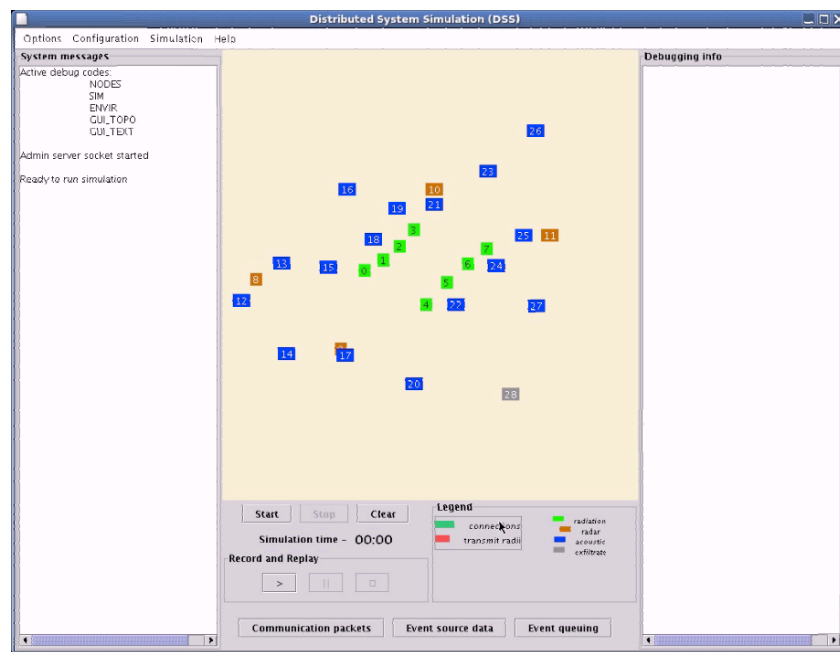 Distributed System Simulation (DSS)
Options Configuration Simulation Help
System messages
Active debug codes:
NODES
SIM
ENVIR
GUI_TOPO
GUI_TEXT
Admin server socket started
Ready to run simulation
Debugging info
26
23
16
10
19
21
3
18
2
25
11
7
13
15
1
6
24
0
8
5
12
4
22
27
14
17
20
28
Start Stop Clear
Simulation time - 00:00
Record and Replay
>
||
Legend
connections
transmit radii
radiation
radar
acoustic
exfiltrate
Communication packets Event source data Event queuing